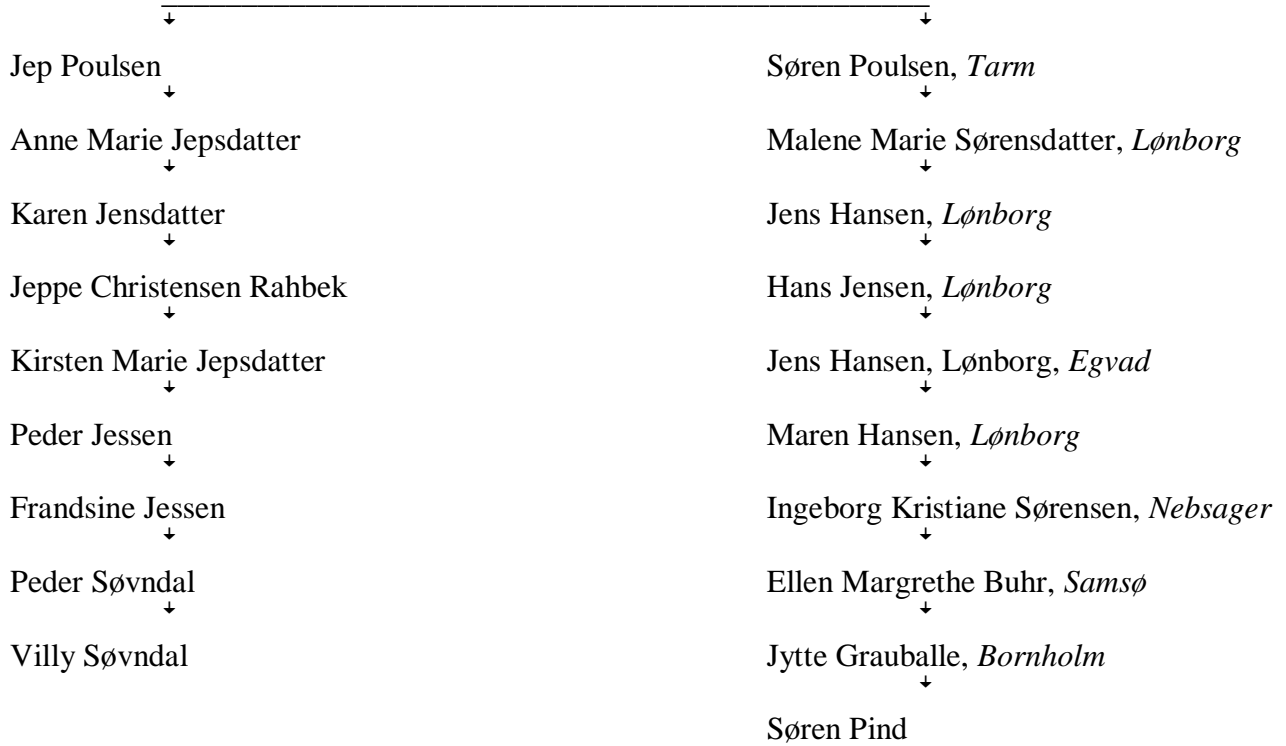 Jep Poulsen Søren Poulsen, Tarm
Anne Marie Jepsdatter Malene Marie Sørensdatter, Lønborg
Karen Jensdatter Jens Hansen, Lønborg
Jeppe Christensen Rahbek Hans Jensen, Lønborg
Kirsten Marie Jepsdatter Jens Hansen, Lønborg, Egvad
Peder Jessen Maren Hansen, Lønborg
Frandsine Jessen Ingeborg Kristiane Sørensen, Nebsager
Peder Søvndal Ellen Margrethe Buhr, Samsø
Villy Søvndal Jytte Grauballe, Bornholm
Søren Pind